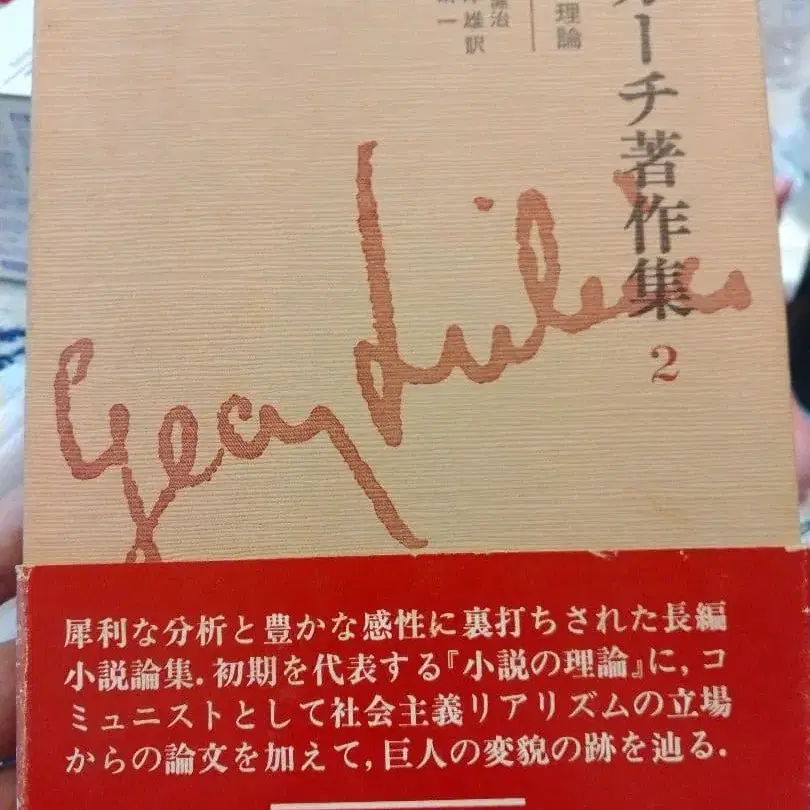 カーチ著作集
2
理論
治
雄 訳
一
犀利な分析と豊かな感性に裏打ちされた長編
小説論集．初期を代表する『小説の理論』に，コ
ミュニストとして社会主義リアリズムの立場
からの論文を加えて，巨人の変貌の跡を辿る．